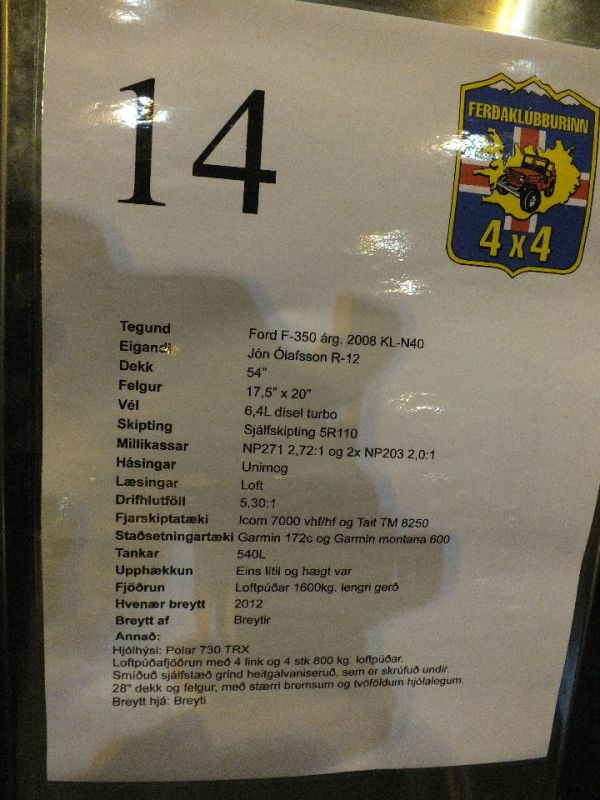 14
FERÐAKLÚBBURINN
4x4
Tegund Ford F-350 árg. 2008 KL-N40
Eigandi Jón Ólafsson R-12
Dekk 54"
Felgur 17,5" x 20"
Vél 6,4L dísel turbo
Skipting Sjálfskipting 5R110
Millikassar NP271 2,72:1 og 2x NP203 2,0:1
Hásingar Unimog
Læsingar Loft
Drifhlutföll 5,30:1
Fjarskiptatæki Icom 7000 vhf/hf og Tait TM 8250
Staðsetningartæki Garmin 172c og Garmin montana 600
Tankar 540L
Upphækkun Eins lítil og hægt var
Fjöðrun Loftpúðar 1600kg. lengri gerð
Hvenær breytt 2012
Breytt af Breytir
Annað:
Hjólhýsi: Polar 730 TRX
Loftpúðafjöðrun með 4 link og 4 stk 800 kg. loftpúðar.
Smíðuð sjálfstæð grind heitgalvaniseruð, sem er skrúfuð undir.
28" dekk og felgur, með stærri bremsum og tvöföldum hjólalegum.
Breytt hjá: Breyti